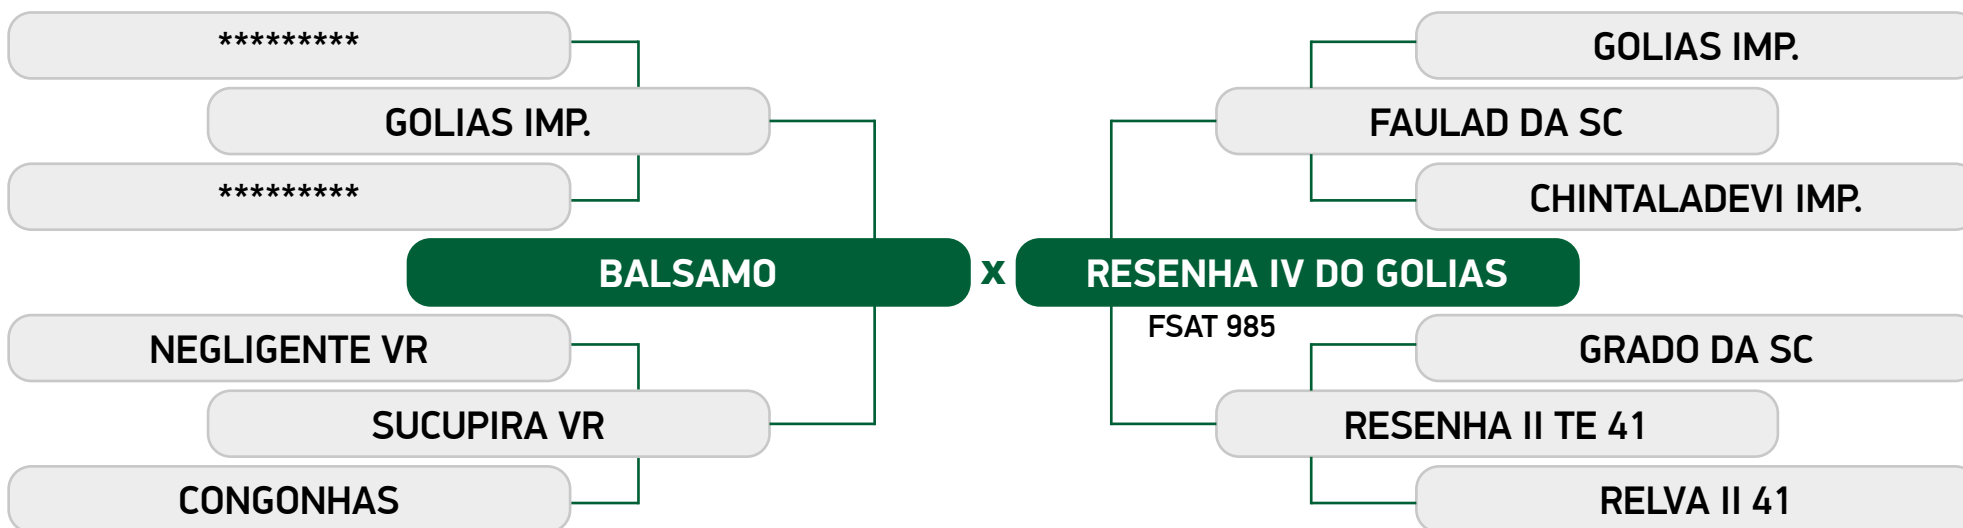 *********
GOLIAS IMP.
GOLIAS IMP.
FAULAD DA SC
*********
CHINTALADEVI IMP.
BALSAMO x RESENHA IV DO GOLIAS
FSAT 985
NEGLIGENTE VR
GRADO DA SC
SUCUPIRA VR
RESENHA II TE 41
CONGONHAS
RELVA II 41